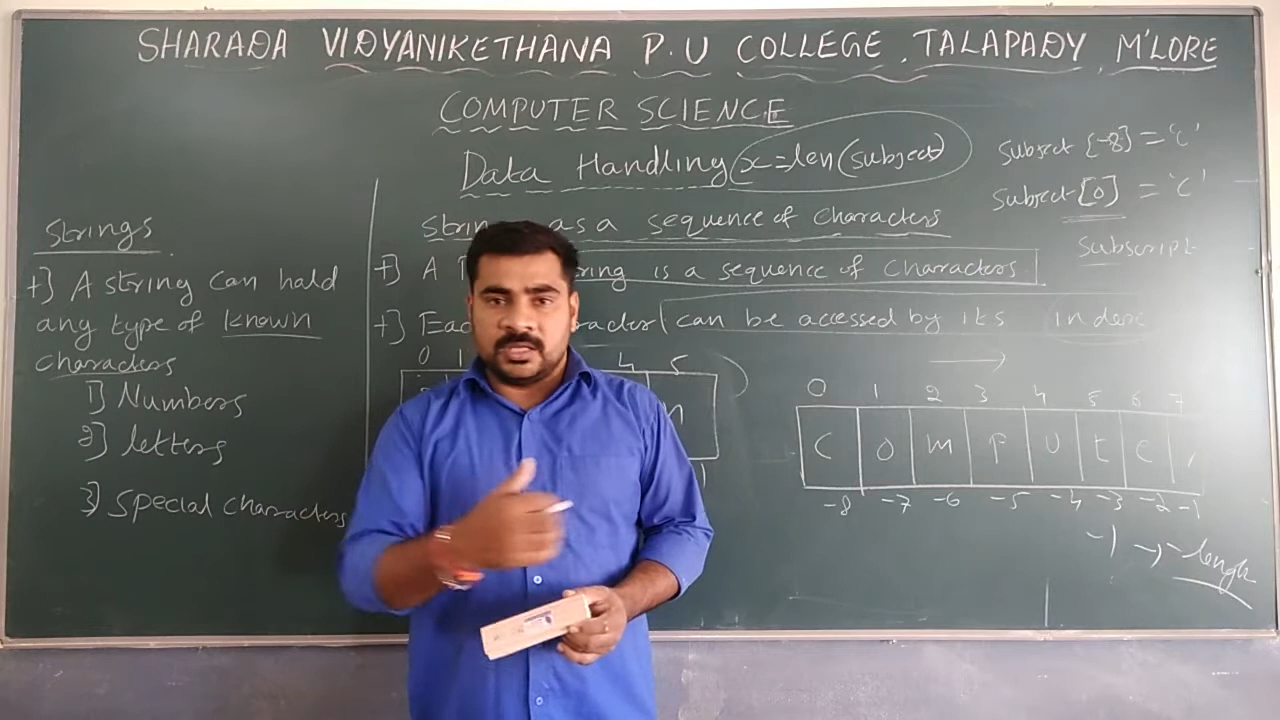 SHARADA VIDYANIKETHANA P.U COLLEGE, TALAPADY, M'LORE
COMPUTER SCIENCE
Data Handling x=len(subject)
Strings
+] A string can hold
any type of known
characters
1] Numbers
2] letters
3] Special characters
as a sequence of characters
+] A is a sequence of characters.
+] can be accessed by its index
0 1 4 5
n
Subject [-8] = 'C'
Subject [0] = 'C'
Subscript
0 1 2 3 4 5 6 7
C O M P U t e r
-8 -7 -6 -5 -4 -3 -2 -1
-1 → -length